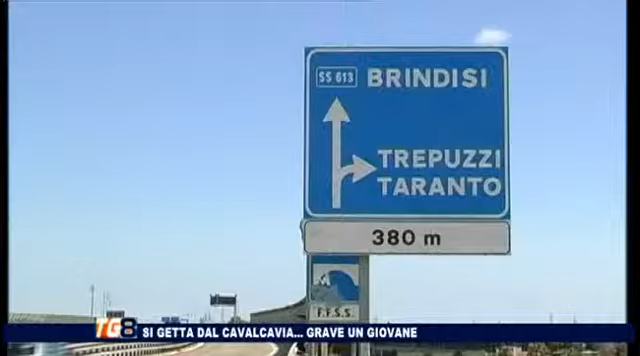 SS 613 BRINDISI
TREPUZZI
TARANTO
380 m
F.F.S.S.
TG8 SI GETTA DAL CAVALCAVIA... GRAVE UN GIOVANE